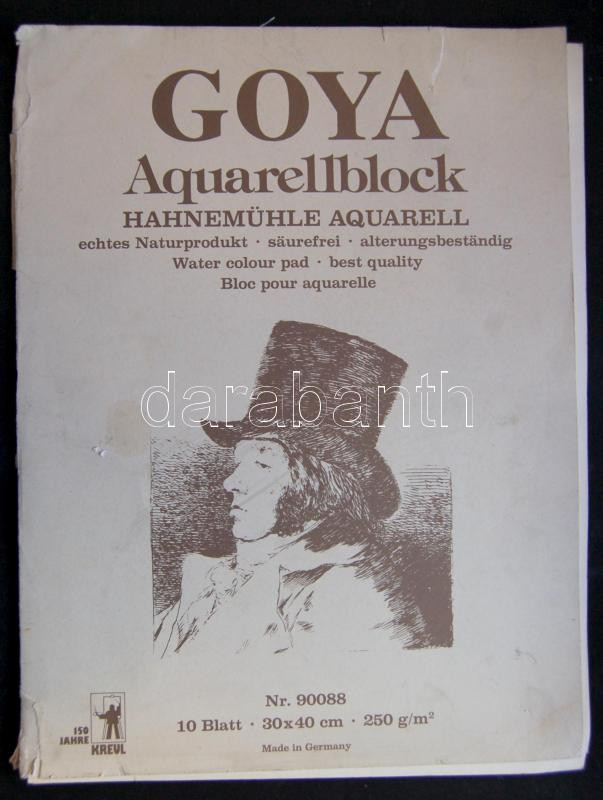 GOYA
Aquarellblock
HAHNEMÜHLE AQUARELL
echtes Naturprodukt · säurefrei · alterungsbeständig
Water colour pad · best quality
Bloc pour aquarelle
darabanth
Nr. 90088
10 Blatt · 30x40 cm · 250 g/m²
Made in Germany
150
JAHRE KREUL